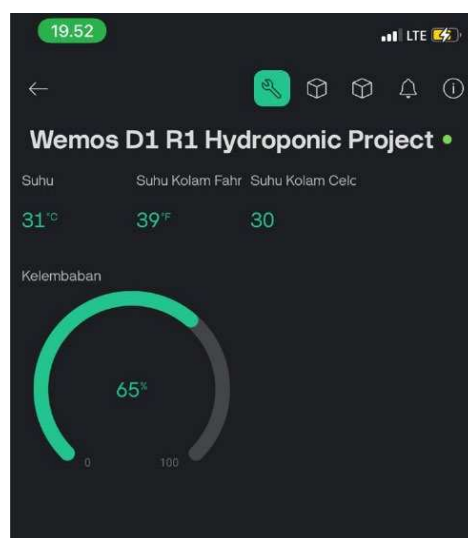 19.52
LTE
Wemos D1 R1 Hydroponic Project
Suhu Suhu Kolam Fahr Suhu Kolam Celc
31°C 39°F 30
Kelembaban
65%
0 100